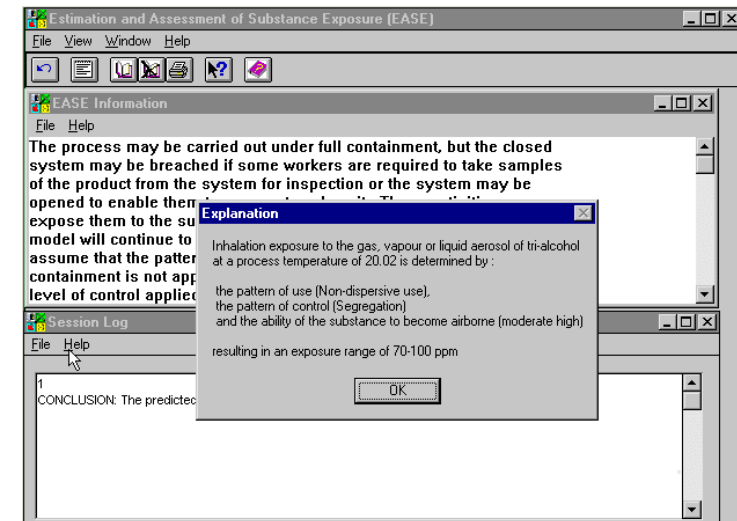 Estimation and Assessment of Substance Exposure (EASE)
File View Window Help
EASE Information
File Help
The process may be carried out under full containment, but the closed
system may be breached if some workers are required to take samples
of the product from the system for inspection or the system may be
opened to enable them
expose them to the su
model will continue to
assume that the patter
containment is not app
level of control applied
Explanation
Inhalation exposure to the gas, vapour or liquid aerosol of tri-alcohol
at a process temperature of 20.02 is determined by :
the pattern of use (Non-dispersive use),
the pattern of control (Segregation)
and the ability of the substance to become airborne (moderate high)
resulting in an exposure range of 70-100 ppm
OK
Session Log
File Help
1
CONCLUSION: The predicted